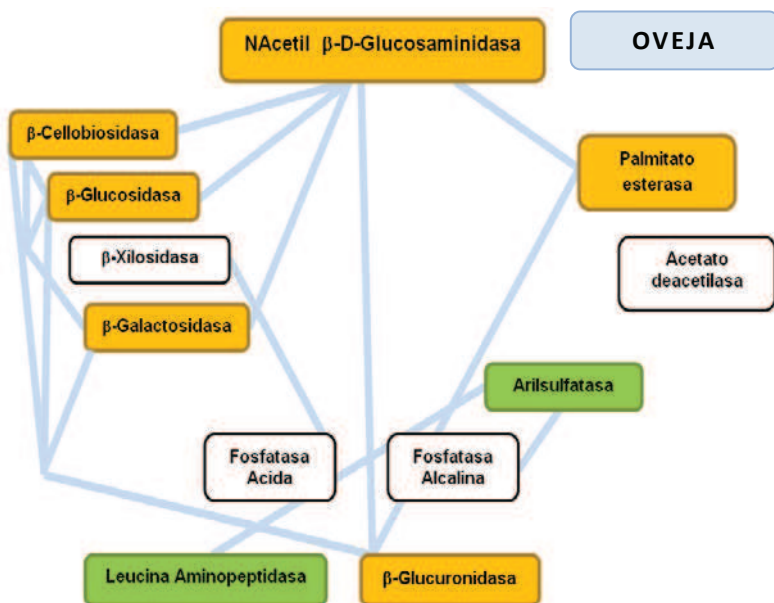 NAcetil β-D-Glucosaminidasa
OVEJA
β-Cellobiosidasa
Palmitato
esterasa
β-Glucosidasa
β-Xilosidasa
Acetato
deacetilasa
β-Galactosidasa
Arilsulfatasa
Fosfatasa
Acida
Fosfatasa
Alcalina
Leucina Aminopeptidasa
β-Glucuronidasa